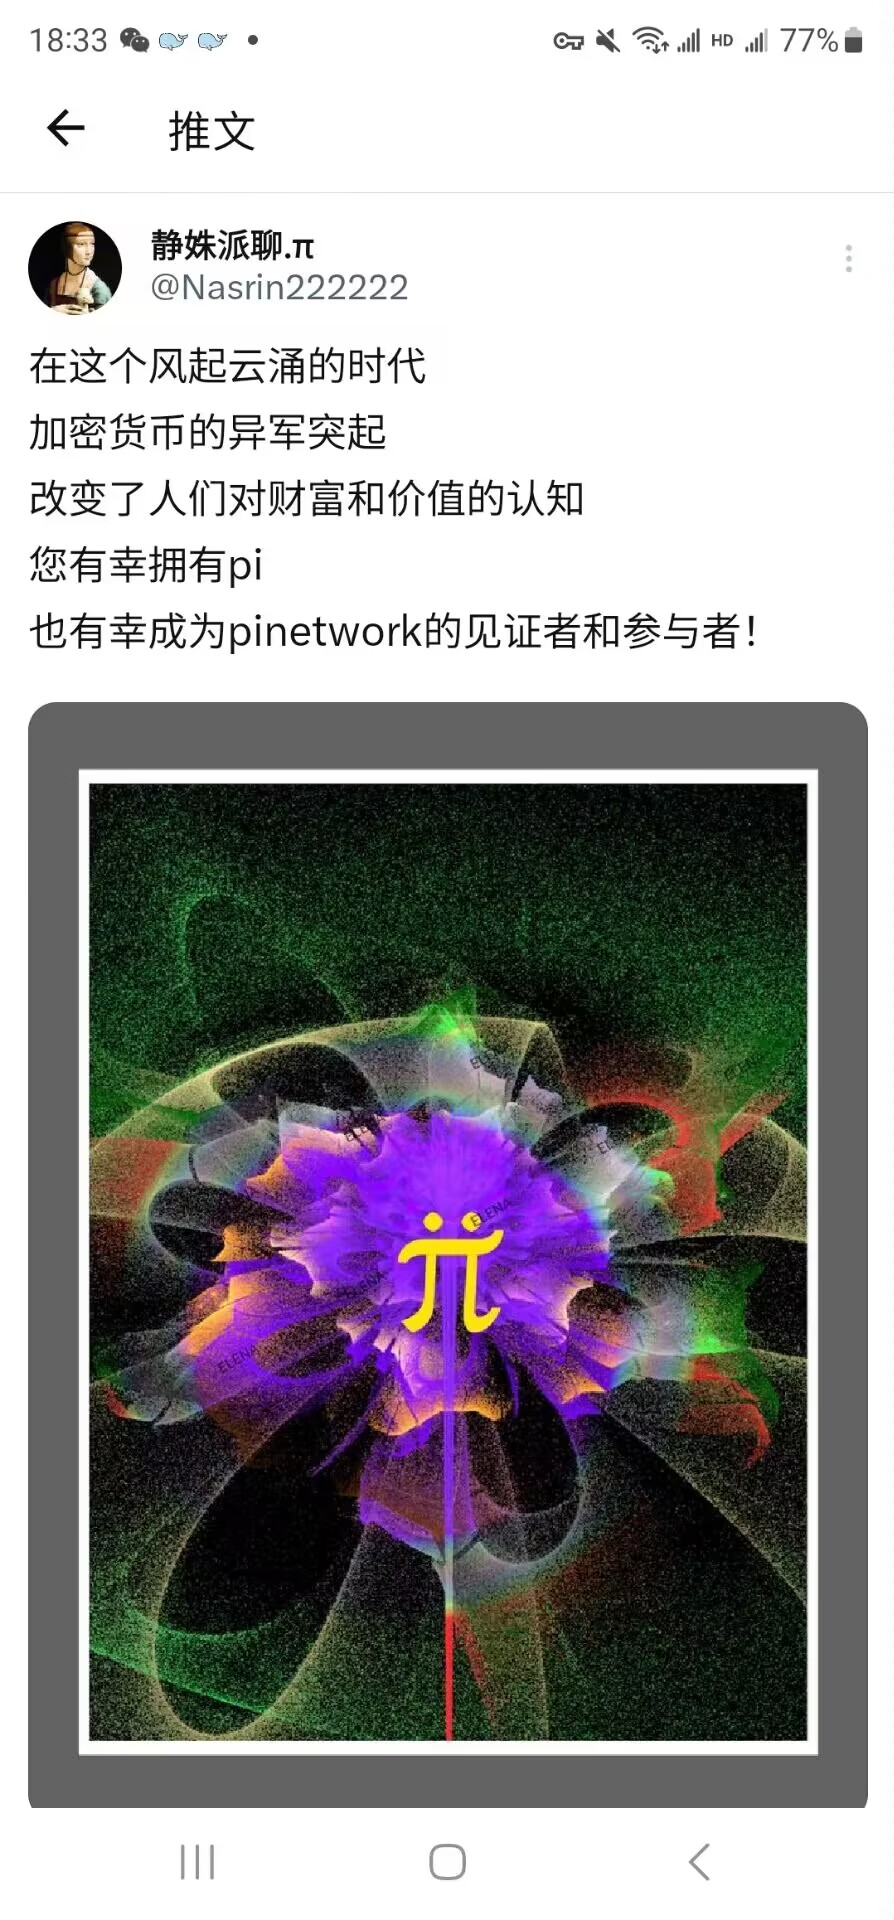 18:33
HD
77%
推文
静姝派聊.π
@Nasrin222222
在这个风起云涌的时代
加密货币的异军突起
改变了人们对财富和价值的认知
您有幸拥有pi
也有幸成为pinetwork的见证者和参与者！
ELENA
ELENA